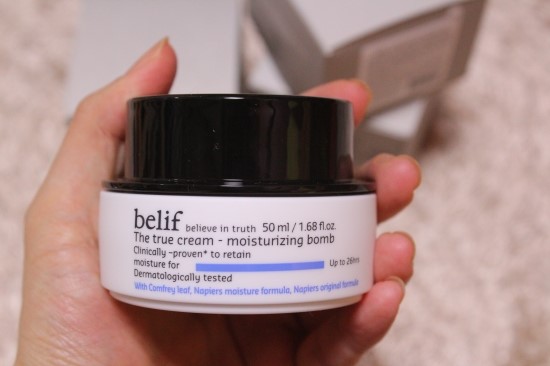 belif believe in truth 50 ml / 1.68 fl.oz.
The true cream - moisturizing bomb
Clinically -proven* to retain
moisture for Up to 26hrs
Dermatologically tested
With Comfrey leaf, Napiers moisture formula, Napiers original formula